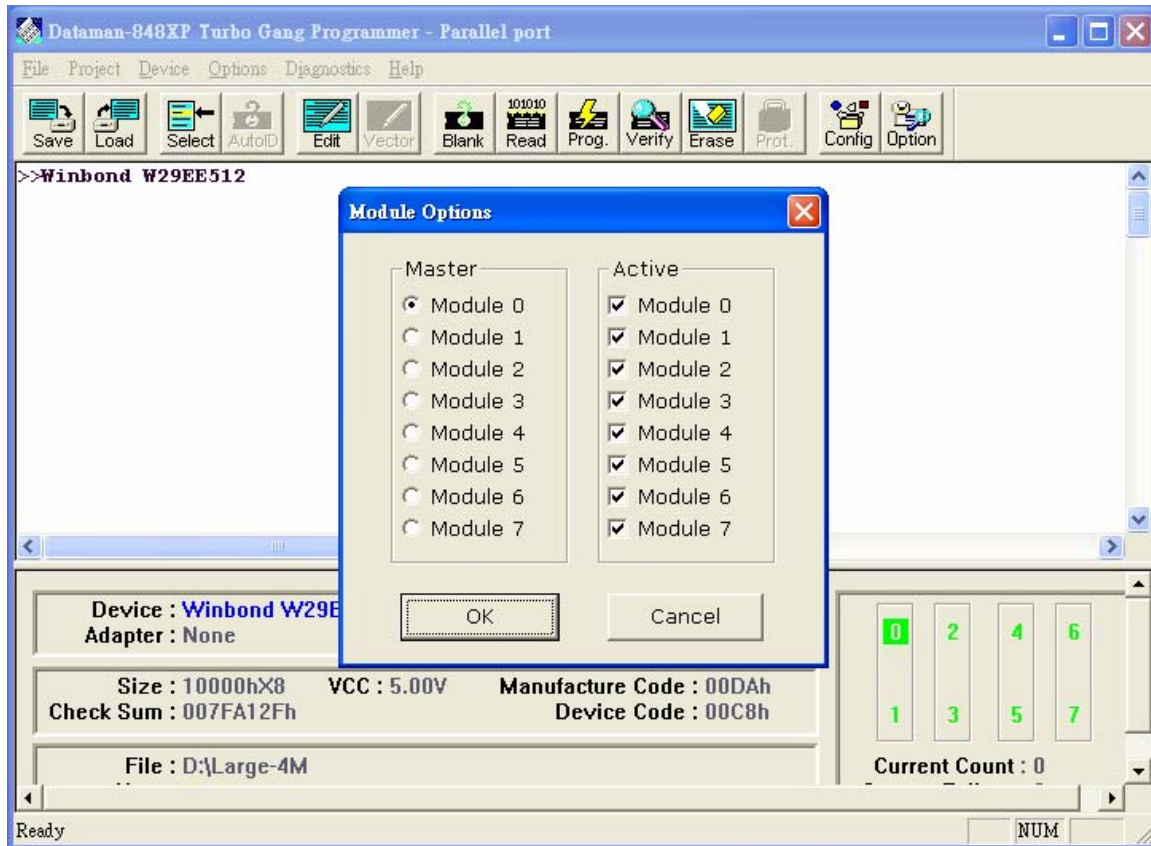 Dataman-848XP Turbo Gang Programmer - Parallel port
File Project Device Options Diagnostics Help
101010
Save Load Select AutoID Edit Vector Blank Read Prog. Verify Erase Prot. Config Option
>>Winbond W29EE512
Module Options
Master
Module 0
Module 1
Module 2
Module 3
Module 4
Module 5
Module 6
Module 7
Active
Module 0
Module 1
Module 2
Module 3
Module 4
Module 5
Module 6
Module 7
OK Cancel
Device : Winbond W29E
Adapter : None
Size : 10000hX8 VCC : 5.00V Manufacture Code : 00DAh
Check Sum : 007FA12Fh Device Code : 00C8h
File : D:\Large-4M
0 2 4 6
1 3 5 7
Current Count : 0
Ready NUM